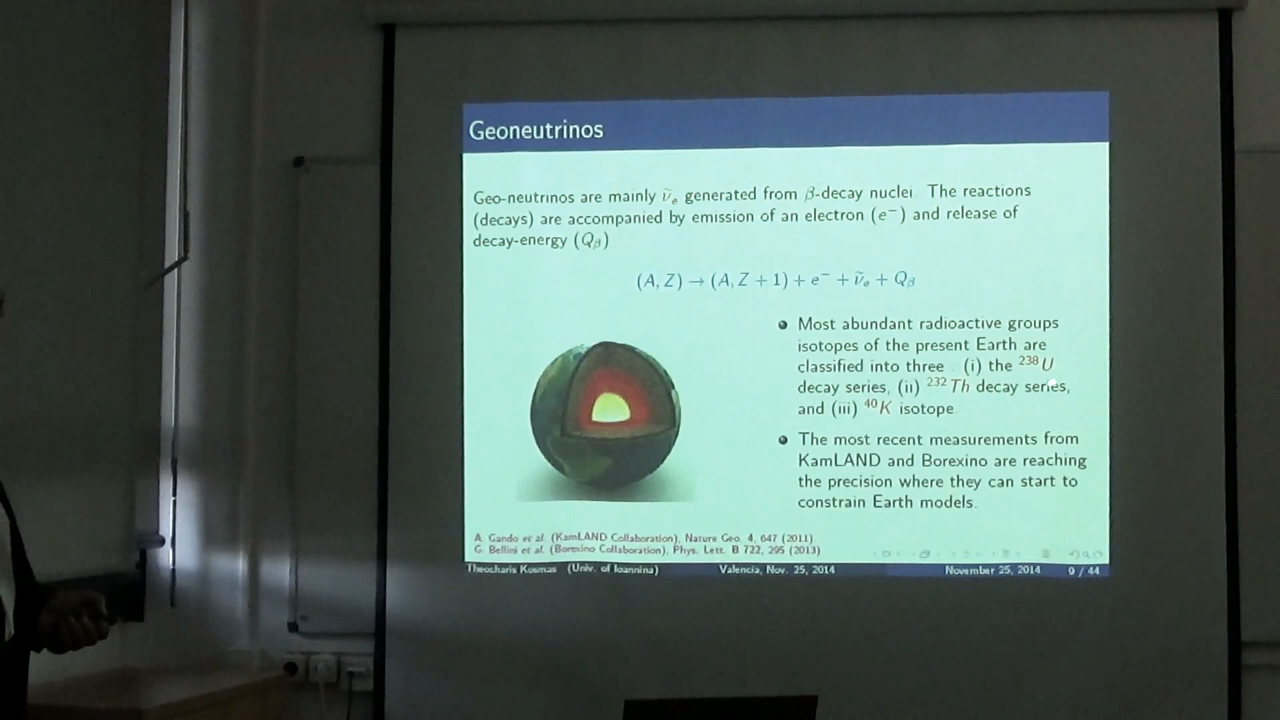 Geoneutrinos
Geo-neutrinos are mainly ν̃ₑ generated from β-decay nuclei. The reactions
(decays) are accompanied by emission of an electron (e⁻) and release of
decay-energy (Qᵦ)
(A, Z) → (A, Z + 1) + e⁻ + ν̃ₑ + Qᵦ
Most abundant radioactive groups
isotopes of the present Earth are
classified into three : (i) the ²³⁸U
decay series, (ii) ²³²Th decay series,
and (iii) ⁴⁰K isotope.
The most recent measurements from
KamLAND and Borexino are reaching
the precision where they can start to
constrain Earth models.
A. Gando et al. (KamLAND Collaboration), Nature Geo. 4, 647 (2011)
G. Bellini et al. (Borexino Collaboration), Phys. Lett. B 722, 295 (2013)
Theocharis Kosmas (Univ. of Ioannina) Valencia, Nov. 25, 2014 November 25, 2014 9 / 44